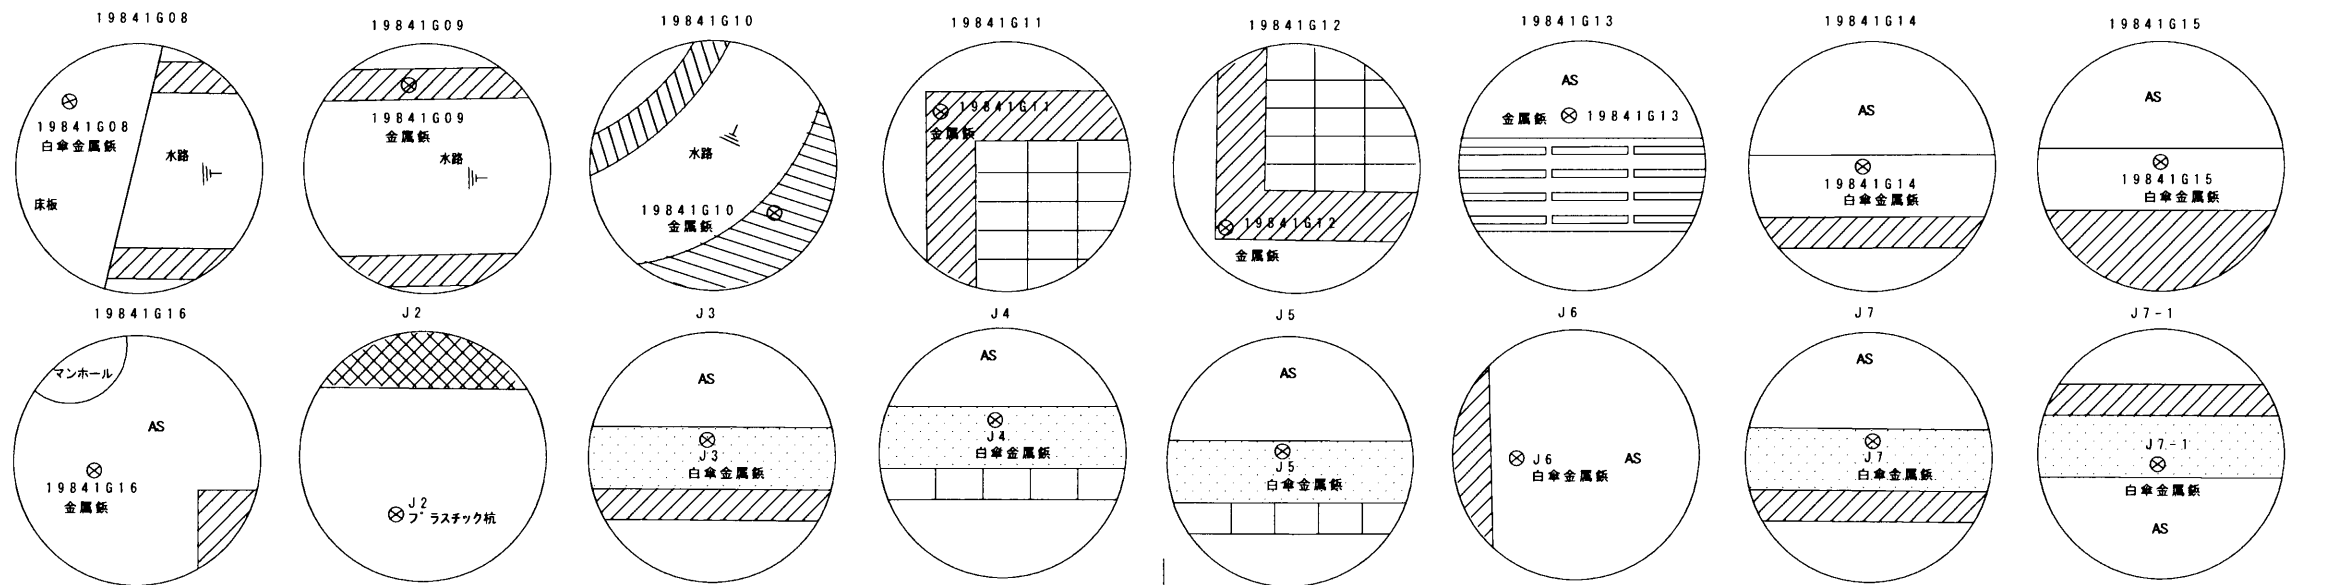 19841G08
19841G09
19841G10
19841G11
19841G12
19841G13
19841G14
19841G15
19841G08
白傘金属鋲
水路
床板
19841G09
金属鋲
水路
水路
19841G10
金属鋲
19841G11
金属鋲
19841G12
金属鋲
AS
金属鋲 19841G13
AS
19841G14
白傘金属鋲
AS
19841G15
白傘金属鋲
19841G16
J2
J3
J4
J5
J6
J7
J7-1
マンホール
AS
19841G16
金属鋲
J2
プラスチック杭
AS
J3
白傘金属鋲
AS
J4
白傘金属鋲
AS
J5
白傘金属鋲
J6
白傘金属鋲
AS
AS
J7
白傘金属鋲
J7-1
白傘金属鋲
AS